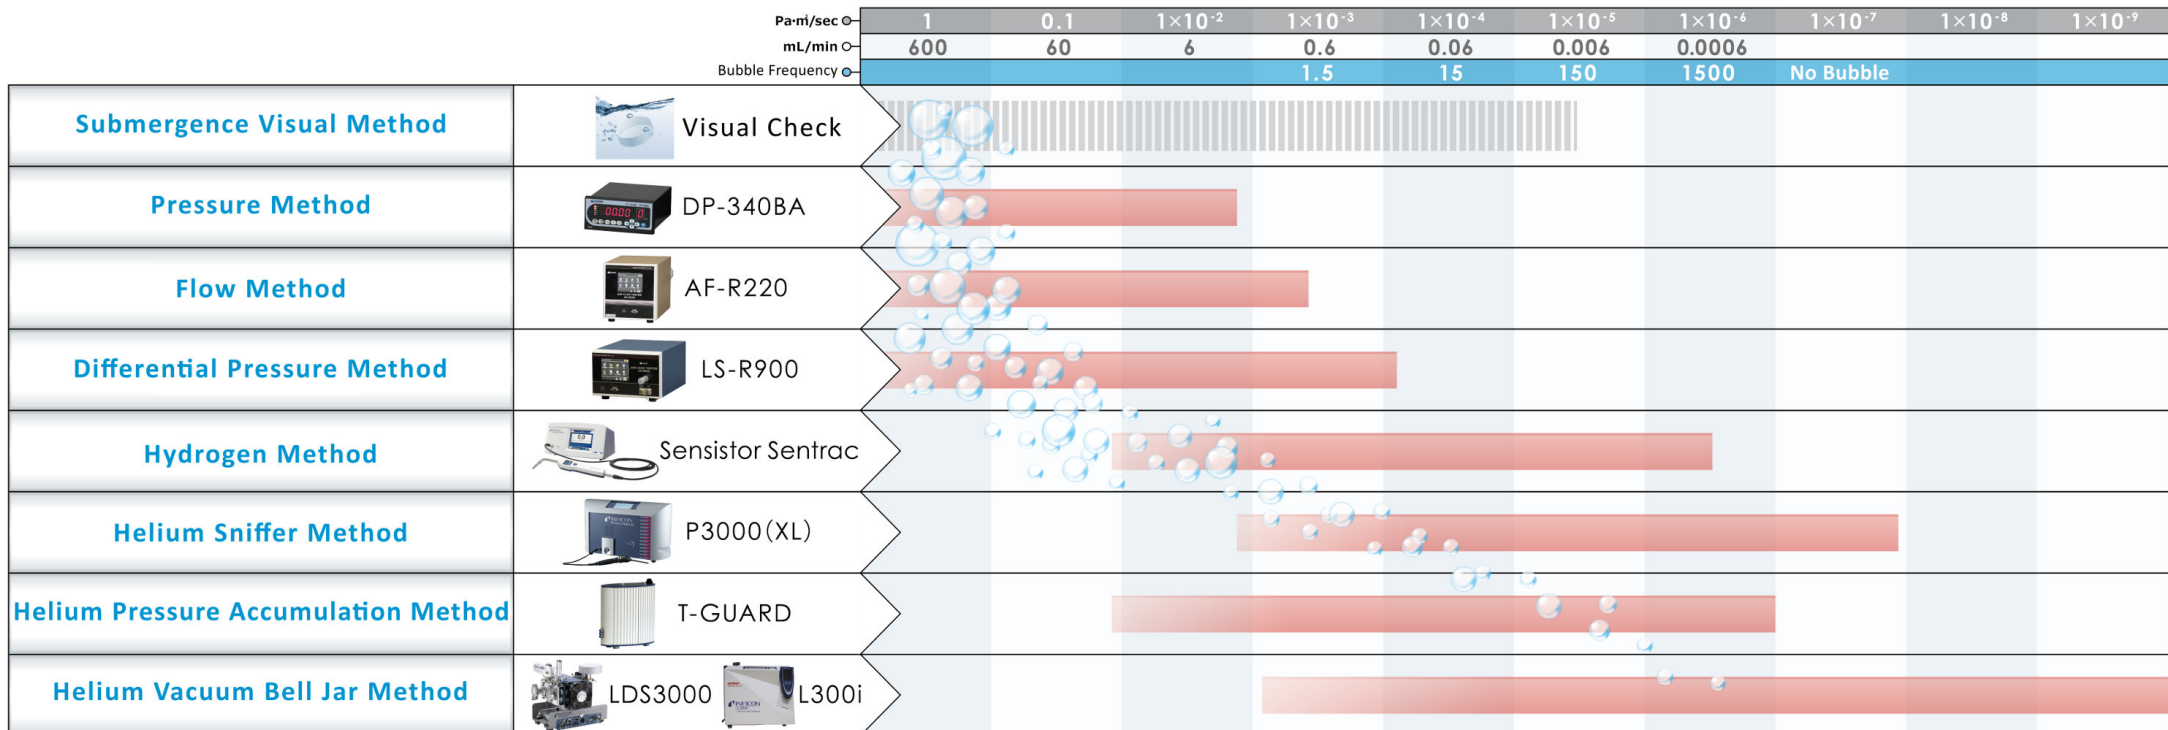 Pa·m³/sec 1 0.1 1×10⁻² 1×10⁻³ 1×10⁻⁴ 1×10⁻⁵ 1×10⁻⁶ 1×10⁻⁷ 1×10⁻⁸ 1×10⁻⁹
mL/min 600 60 6 0.6 0.06 0.006 0.0006
Bubble Frequency 1.5 15 150 1500 No Bubble
Submergence Visual Method Visual Check
Pressure Method DP-340BA
Flow Method AF-R220
Differential Pressure Method LS-R900
Hydrogen Method Sensistor Sentrac
Helium Sniffer Method INFICON P3000(XL)
Helium Pressure Accumulation Method T-GUARD
Helium Vacuum Bell Jar Method INFICON LDS3000 INFICON L300i